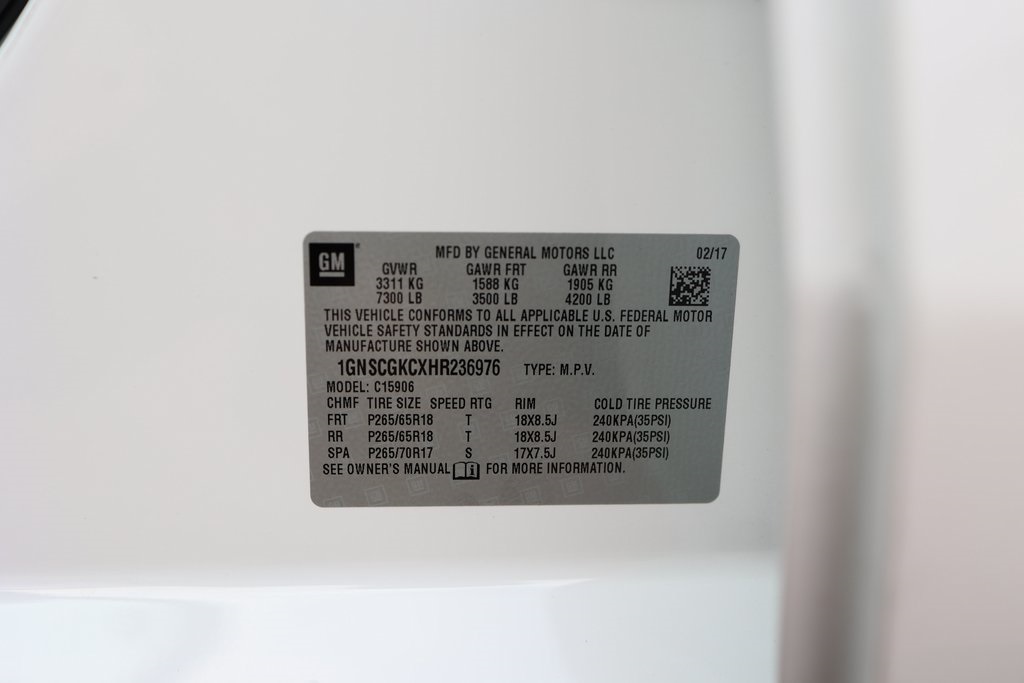 GM
MFD BY GENERAL MOTORS LLC 02/17
GVWR GAWR FRT GAWR RR
3311 KG 1588 KG 1905 KG
7300 LB 3500 LB 4200 LB
THIS VEHICLE CONFORMS TO ALL APPLICABLE U.S. FEDERAL MOTOR
VEHICLE SAFETY STANDARDS IN EFFECT ON THE DATE OF
MANUFACTURE SHOWN ABOVE.
1GNSCGKCXHR236976 TYPE: M.P.V.
MODEL: C15906
CHMF TIRE SIZE SPEED RTG RIM COLD TIRE PRESSURE
FRT P265/65R18 T 18X8.5J 240KPA(35PSI)
RR P265/65R18 T 18X8.5J 240KPA(35PSI)
SPA P265/70R17 S 17X7.5J 240KPA(35PSI)
SEE OWNER'S MANUAL i FOR MORE INFORMATION.